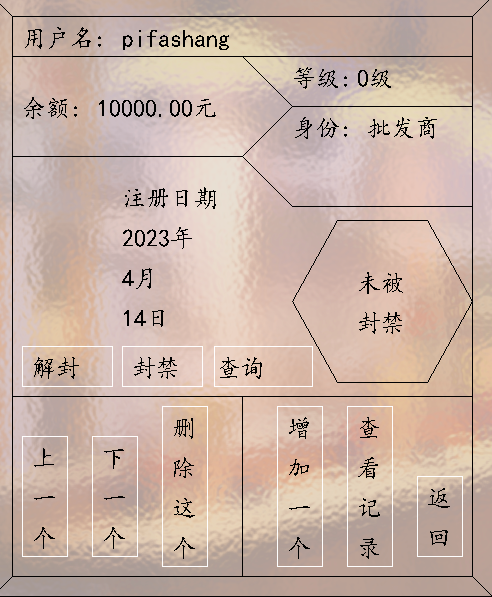 用户名: pifashang
等级:0级
余额: 10000.00元
身份: 批发商
注册日期
2023年
4月
14日
未被
封禁
解封
封禁
查询
上一个
下一个
删除这个
增加一个
查看记录
返回